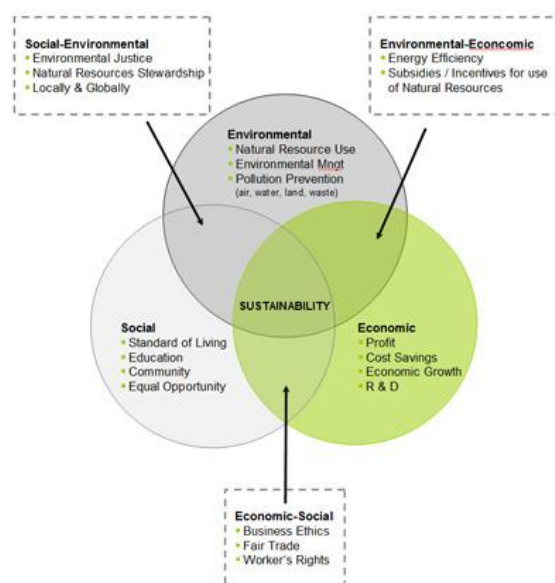 Social-Environmental
Environmental Justice
Natural Resources Stewardship
Locally & Globally
Environmental-Econcomic
Energy Efficiency
Subsidies / Incentives for use
of Natural Resources
Environmental
Natural Resource Use
Environmental Mngt
Pollution Prevention
(air, water, land, waste)
SUSTAINABILITY
Social
Standard of Living
Education
Community
Equal Opportunity
Economic
Profit
Cost Savings
Economic Growth
R & D
Economic-Social
Business Ethics
Fair Trade
Worker's Rights